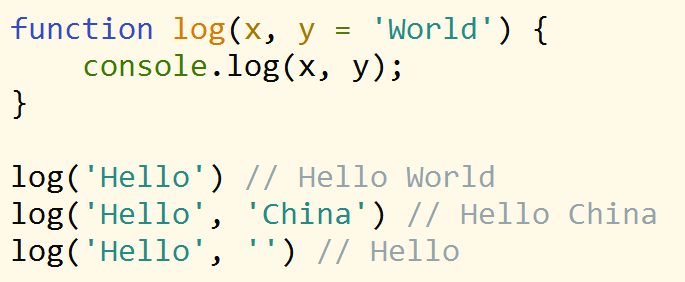 function log(x, y = 'World') {
    console.log(x, y);
}
log('Hello') // Hello World
log('Hello', 'China') // Hello China
log('Hello', '') // Hello